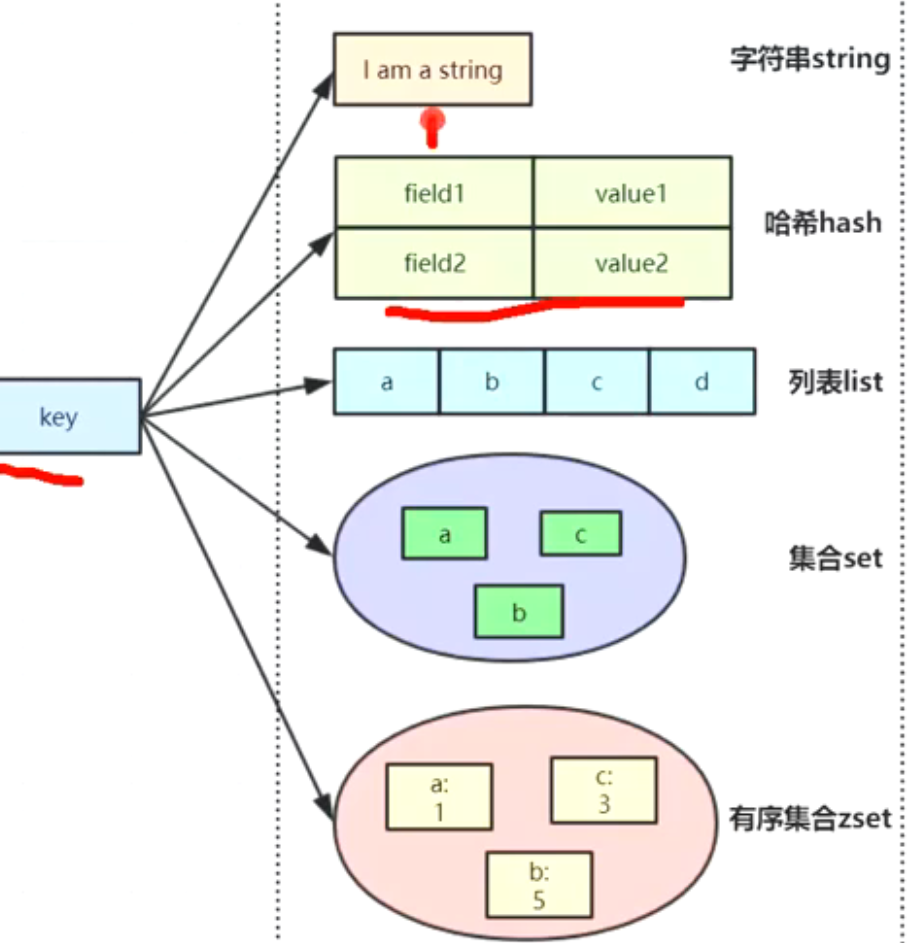 I am a string
字符串string
field1 value1
field2 value2
哈希hash
key
a b c d
列表list
a c
b
集合set
a:
1
c:
3
b:
5
有序集合zset